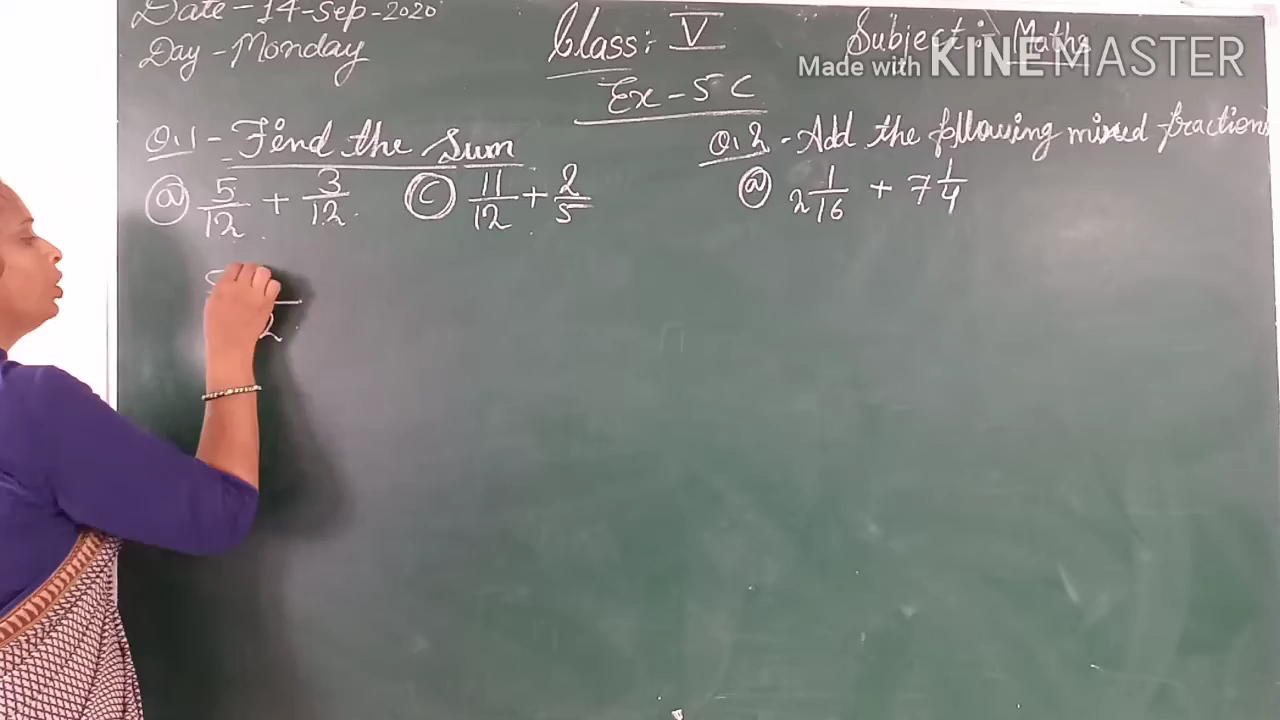 Date - 14 - Sep - 2020
Day - Monday
Class:- V
Subject:- Maths
Made with KINEMASTER
Ex - 5 C
Q.1 - Find the Sum
(a) 5/12 + 3/12 (c) 11/12 + 2/5
Q.2 - Add the following mixed fractions
(a) 2 1/16 + 7 1/4